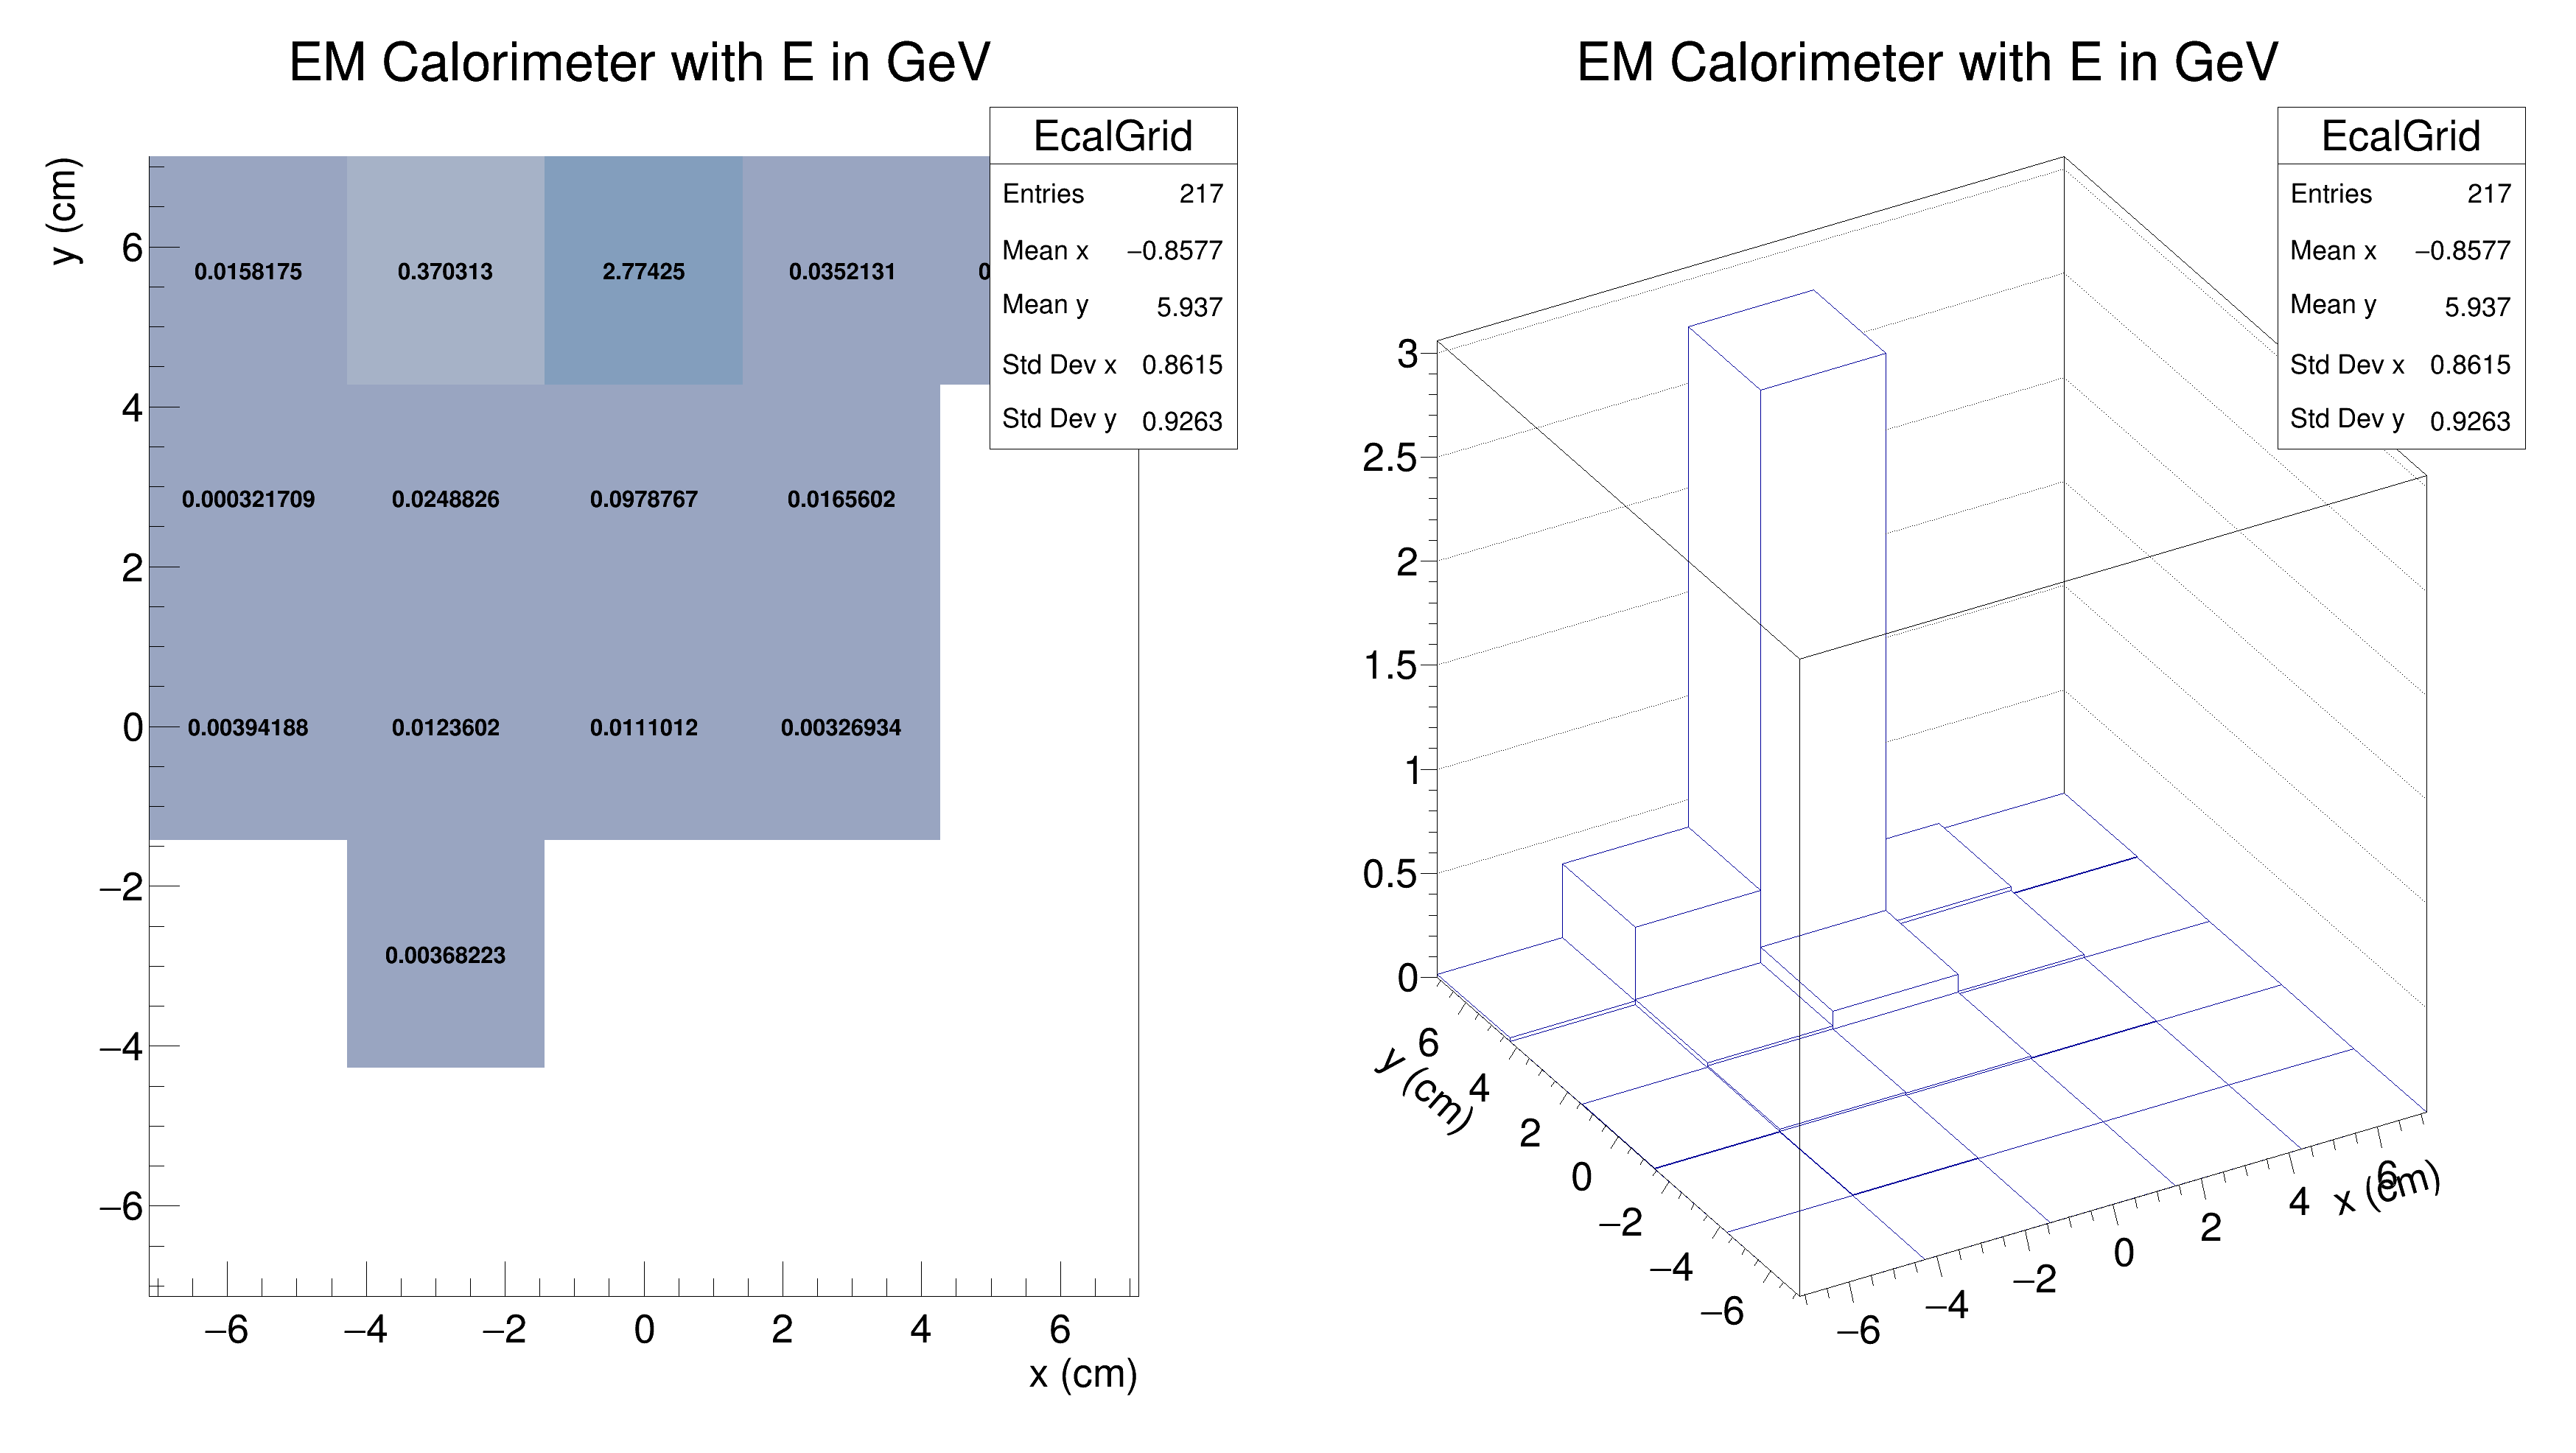 EM Calorimeter with E in GeV
EcalGrid
Entries 217
Mean x −0.8577
Mean y 5.937
Std Dev x 0.8615
Std Dev y 0.9263
y (cm)
6
4
2
0
−2
−4
−6
0.0158175 0.370313 2.77425 0.0352131
0.000321709 0.0248826 0.0978767 0.0165602
0.00394188 0.0123602 0.0111012 0.00326934
0.00368223
−6 −4 −2 0 2 4 6
x (cm)
EM Calorimeter with E in GeV
EcalGrid
Entries 217
Mean x −0.8577
Mean y 5.937
Std Dev x 0.8615
Std Dev y 0.9263
3
2.5
2
1.5
1
0.5
0
6
4
2
0
−2
−4
−6
y (cm)
−6
−4
−2
0
2
4
6
x (cm)